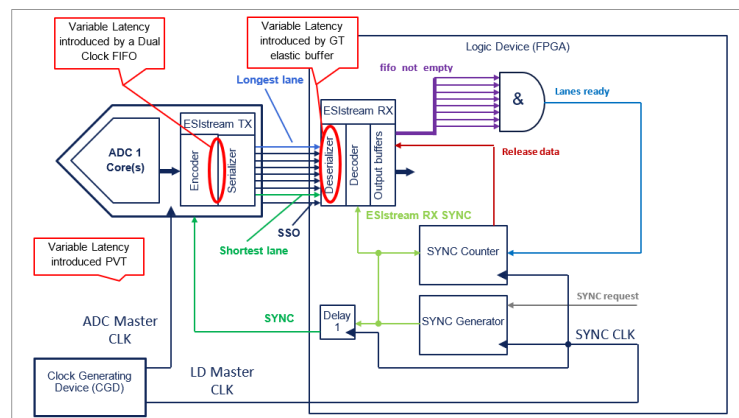 Variable Latency
introduced by a Dual
Clock FIFO
Variable Latency
introduced by GT
elastic buffer
Logic Device (FPGA)
fifo not empty
Longest lane
ESIstream TX
ESIstream RX
&
Lanes ready
ADC 1
Core(s)
Encoder
Serializer
Deserializer
Decoder
Output buffers
Release data
SSO
ESIstream RX SYNC
Shortest lane
Variable Latency
introduced PVT
SYNC Counter
SYNC request
ADC Master
CLK
SYNC
Delay
1
SYNC Generator
SYNC CLK
Clock Generating
Device (CGD)
LD Master
CLK